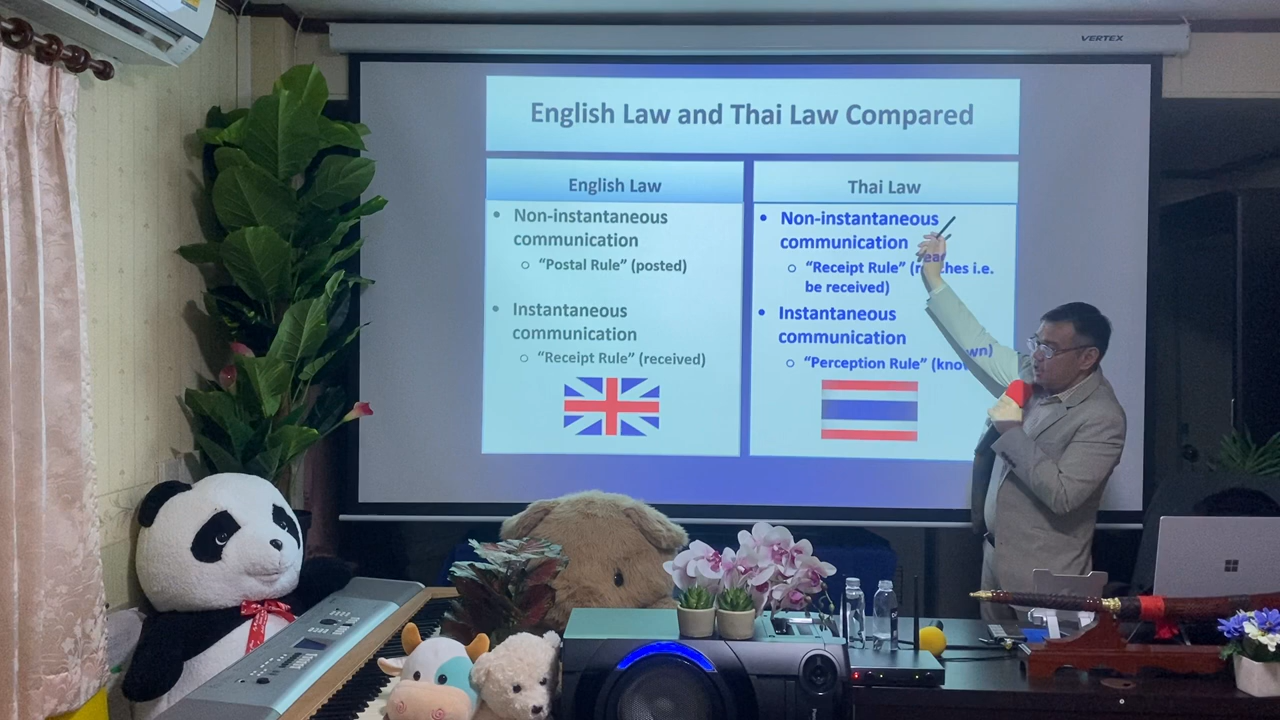 VERTEX
English Law and Thai Law Compared
English Law
• Non-instantaneous
communication
○ “Postal Rule” (posted)
• Instantaneous
communication
○ “Receipt Rule” (received)
Thai Law
• Non-instantaneous
communication
○ “Receipt Rule” (reaches i.e.
be received)
• Instantaneous
communication
○ “Perception Rule” (known)